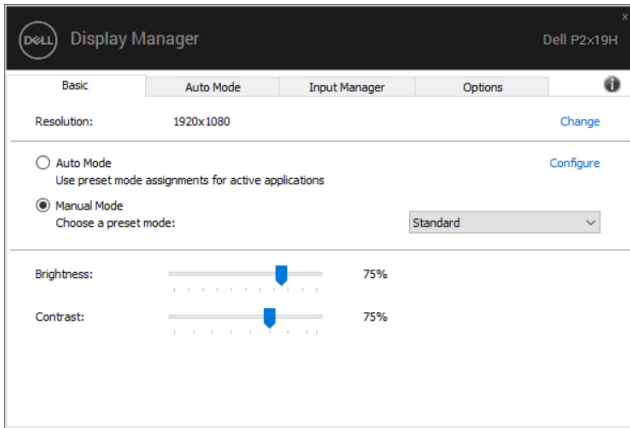 x
DELL Display Manager Dell P2x19H
Basic Auto Mode Input Manager Options i
Resolution: 1920x1080 Change
Auto Mode Configure
Use preset mode assignments for active applications
Manual Mode
Choose a preset mode: Standard
Brightness: 75%
Contrast: 75%